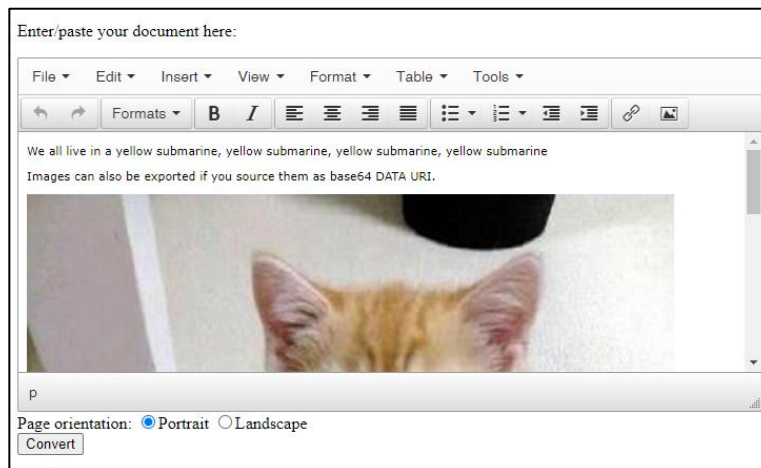 Enter/paste your document here:
File Edit Insert View Format Table Tools
Formats B I
We all live in a yellow submarine, yellow submarine, yellow submarine, yellow submarine
Images can also be exported if you source them as base64 DATA URI.
p
Page orientation: Portrait Landscape
Convert